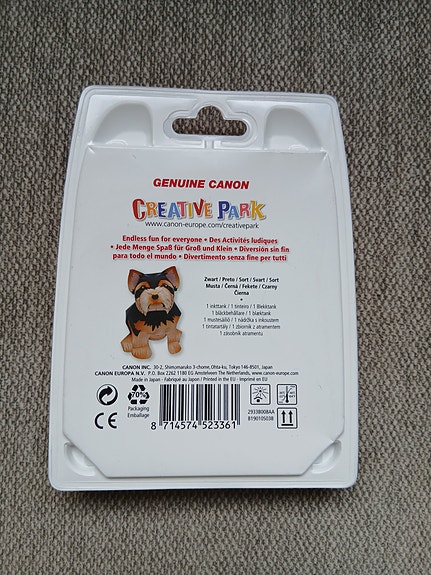 GENUINE CANON
CREATIVE PARK
www.canon-europe.com/creativepark
Endless fun for everyone • Des Activités ludiques
• Jede Menge Spaß für Groß und Klein • Diversión sin fin
para todo el mundo • Divertimento senza fine per tutti
Zwart / Preto / Sort / Svart / Sort
Musta / Černá / Fekete / Czarny
Čierna
•
1 inkttank / 1 tinteiro / 1 Blekktank
1 bläckbehållare / 1 blæktank
1 mustesäiliö / 1 nádržka s inkoustem
1 tintatartály / 1 zbiornik z atramentem
1 zásobník atramentu
CANON INC. 30-2, Shimomaruko 3-chome, Ohta-ku, Tokyo 146-8501, Japan
CANON EUROPA N.V. P.O. Box 2262 1180 EG Amstelveen The Netherlands, www.canon-europe.com
Made in Japan - Fabriqué au Japon / Printed in the EU - Imprimé en EU
70%
Packaging
Emballage
CE
8 714574 523361
2933B008AA
B190105038